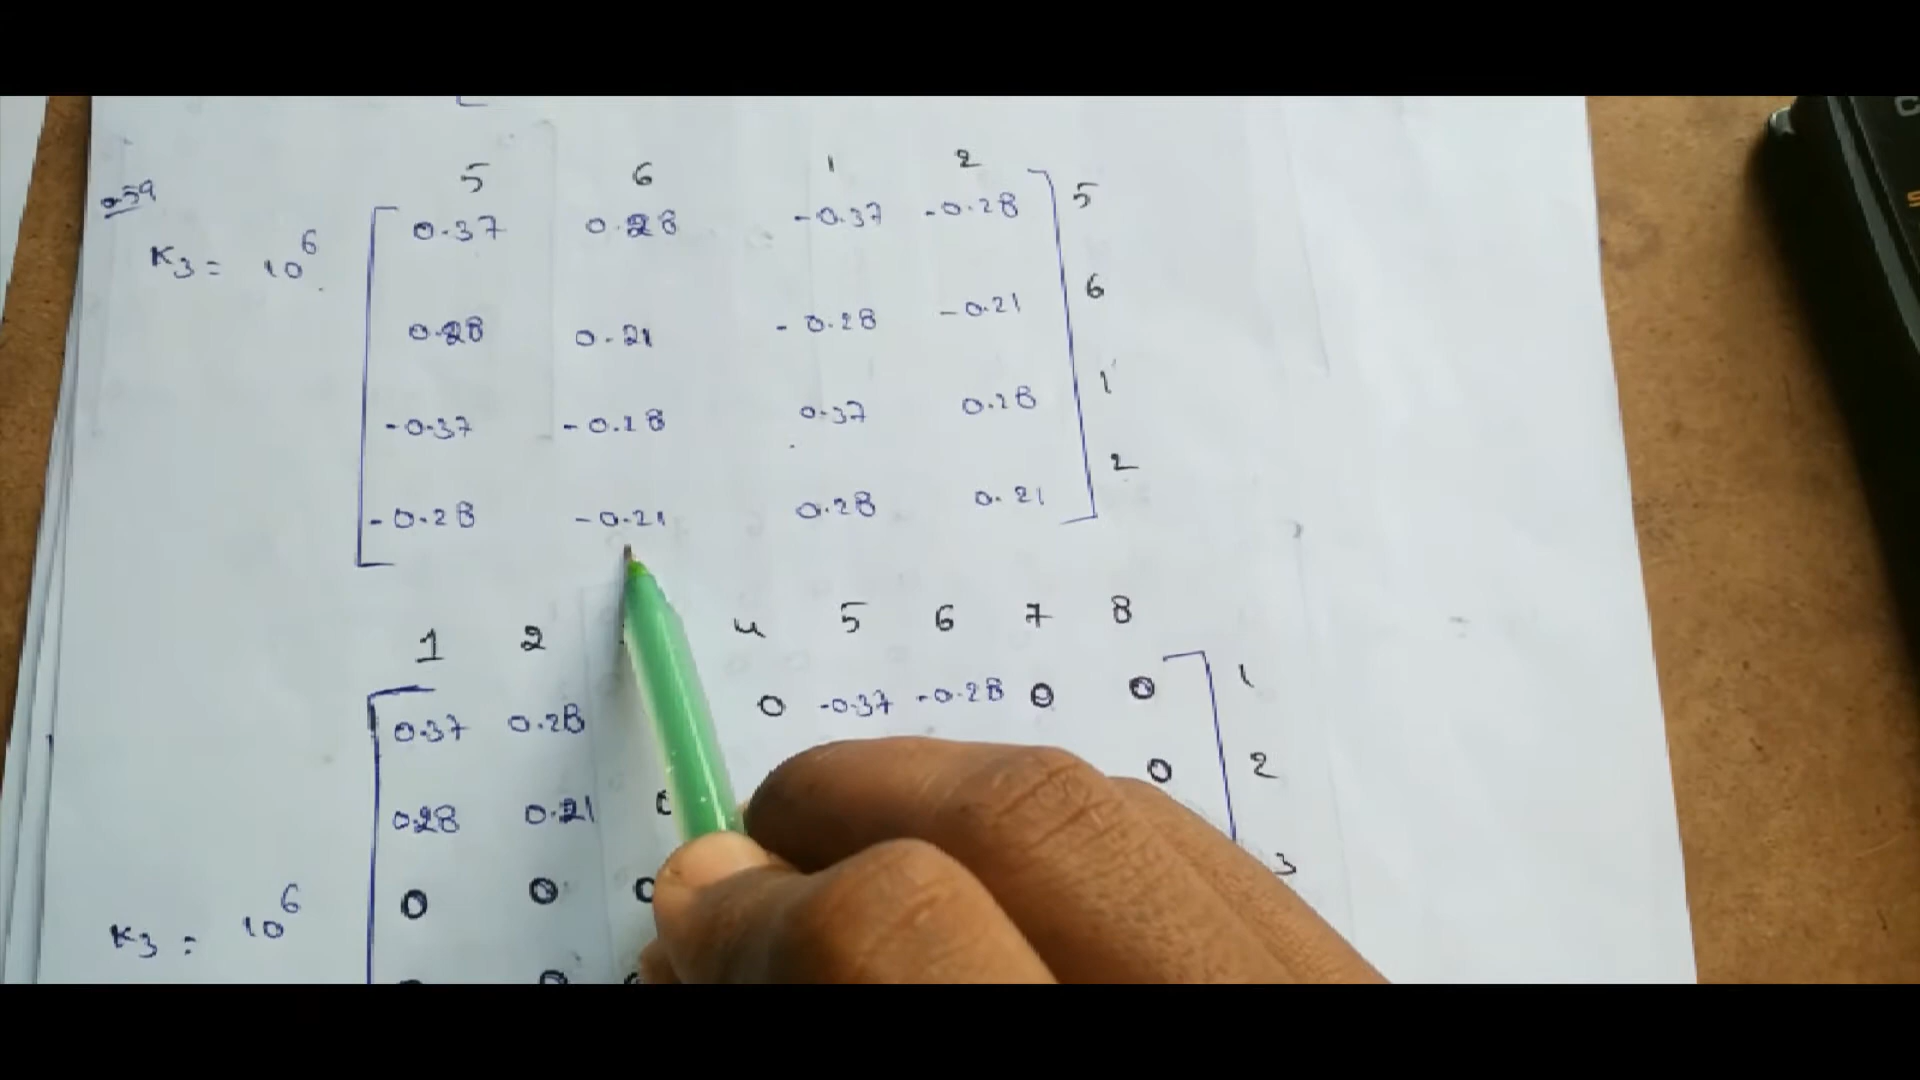 5 6 1 2
0.37 0.28 -0.37 -0.28 5
K3 = 10^6
0.28 0.21 -0.28 -0.21 6
-0.37 -0.28 0.37 0.28 1
-0.28 -0.21 0.28 0.21 2
1 2 4 5 6 7 8
0.37 0.28 0 -0.37 -0.28 0 0 1
0.28 0.21 0 2
0 0 0 3
K3 = 10^6